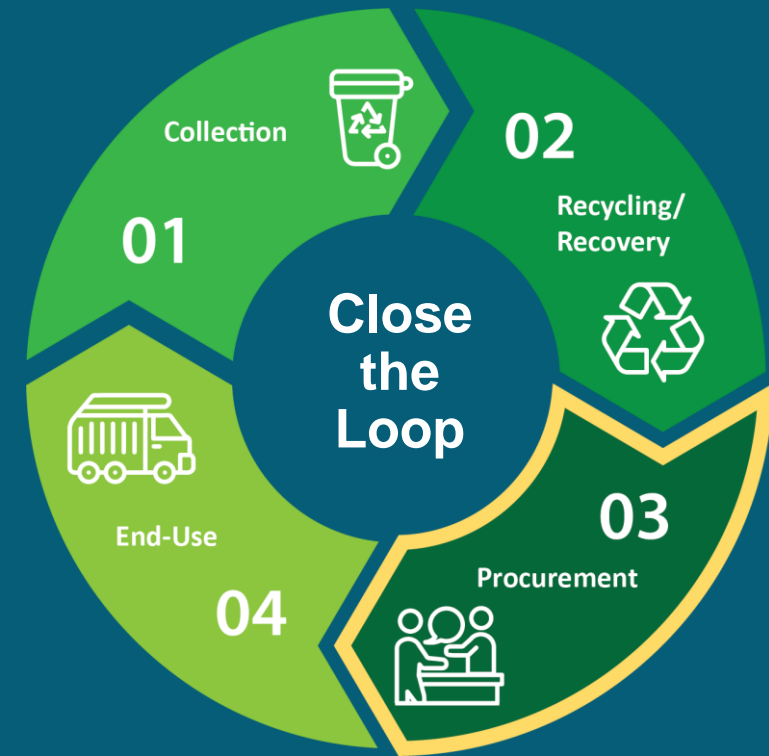 Collection
01
02
Recycling/
Recovery
Close
the
Loop
03
Procurement
End-Use
04